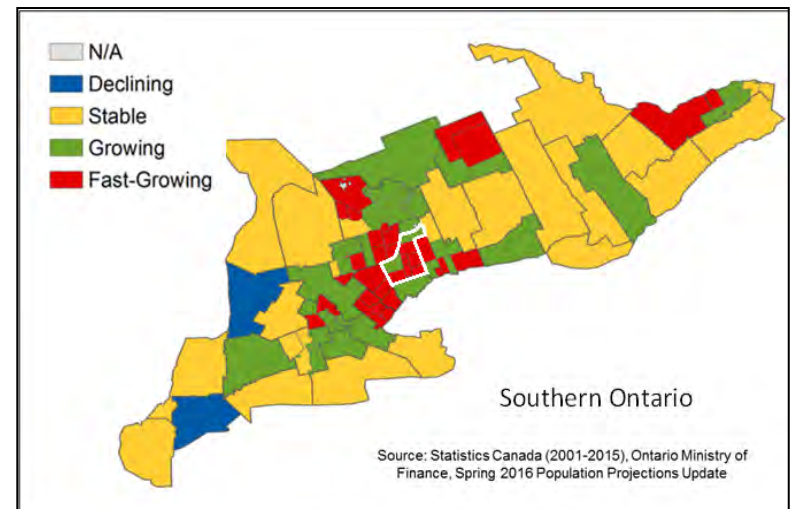 N/A
Declining
Stable
Growing
Fast-Growing
Southern Ontario
Source: Statistics Canada (2001-2015), Ontario Ministry of
Finance, Spring 2016 Population Projections Update